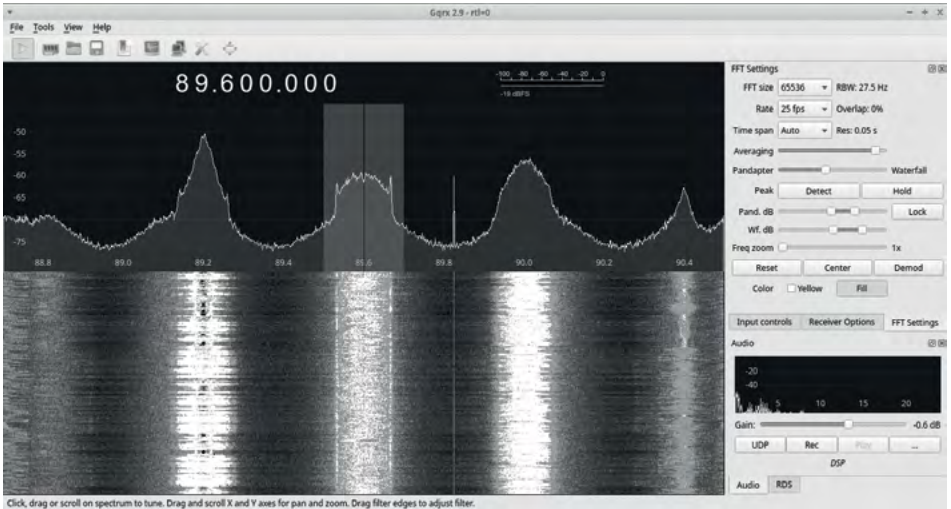 Gqrx 2.9 - rtl=0
File Tools View Help
89.600.000
-100 -80 -60 -40 -20 0
-18 dBFS
-50
-55
-60
-65
-75
88.8 89.0 89.2 89.4 89.6 89.8 90.0 90.2 90.4
FFT Settings
FFT size 65536 RBW: 27.5 Hz
Rate 25 fps Overlap: 0%
Time span Auto Res: 0.05 s
Averaging
Pandapter Waterfall
Peak Detect Hold
Pand. dB Lock
Wf. dB
Freq zoom 1x
Reset Center Demod
Color Yellow Fill
Input controls Receiver Options FFT Settings
Audio
-20
-40
5 10 15 20
Gain: -0.6 dB
UDP Rec Play ...
DSP
Audio RDS
Click, drag or scroll on spectrum to tune. Drag and scroll X and Y axes for pan and zoom. Drag filter edges to adjust filter.